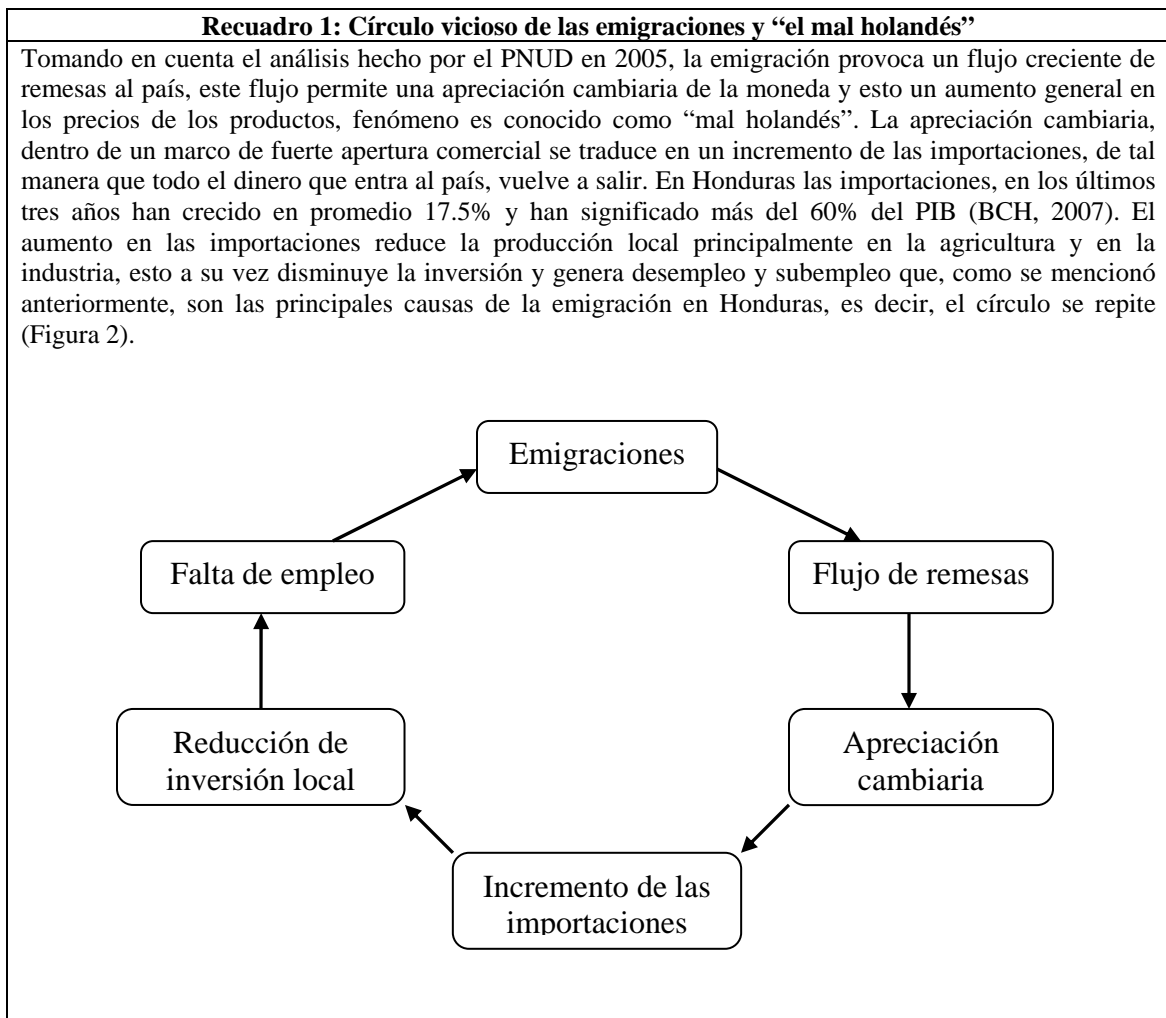 Recuadro 1: Círculo vicioso de las emigraciones y “el mal holandés”
Tomando en cuenta el análisis hecho por el PNUD en 2005, la emigración provoca un flujo creciente de
remesas al país, este flujo permite una apreciación cambiaria de la moneda y esto un aumento general en
los precios de los productos, fenómeno es conocido como “mal holandés”. La apreciación cambiaria,
dentro de un marco de fuerte apertura comercial se traduce en un incremento de las importaciones, de tal
manera que todo el dinero que entra al país, vuelve a salir. En Honduras las importaciones, en los últimos
tres años han crecido en promedio 17.5% y han significado más del 60% del PIB (BCH, 2007). El
aumento en las importaciones reduce la producción local principalmente en la agricultura y en la
industria, esto a su vez disminuye la inversión y genera desempleo y subempleo que, como se mencionó
anteriormente, son las principales causas de la emigración en Honduras, es decir, el círculo se repite
(Figura 2).
Emigraciones
Falta de empleo
Flujo de remesas
Reducción de
inversión local
Apreciación
cambiaria
Incremento de las
importaciones